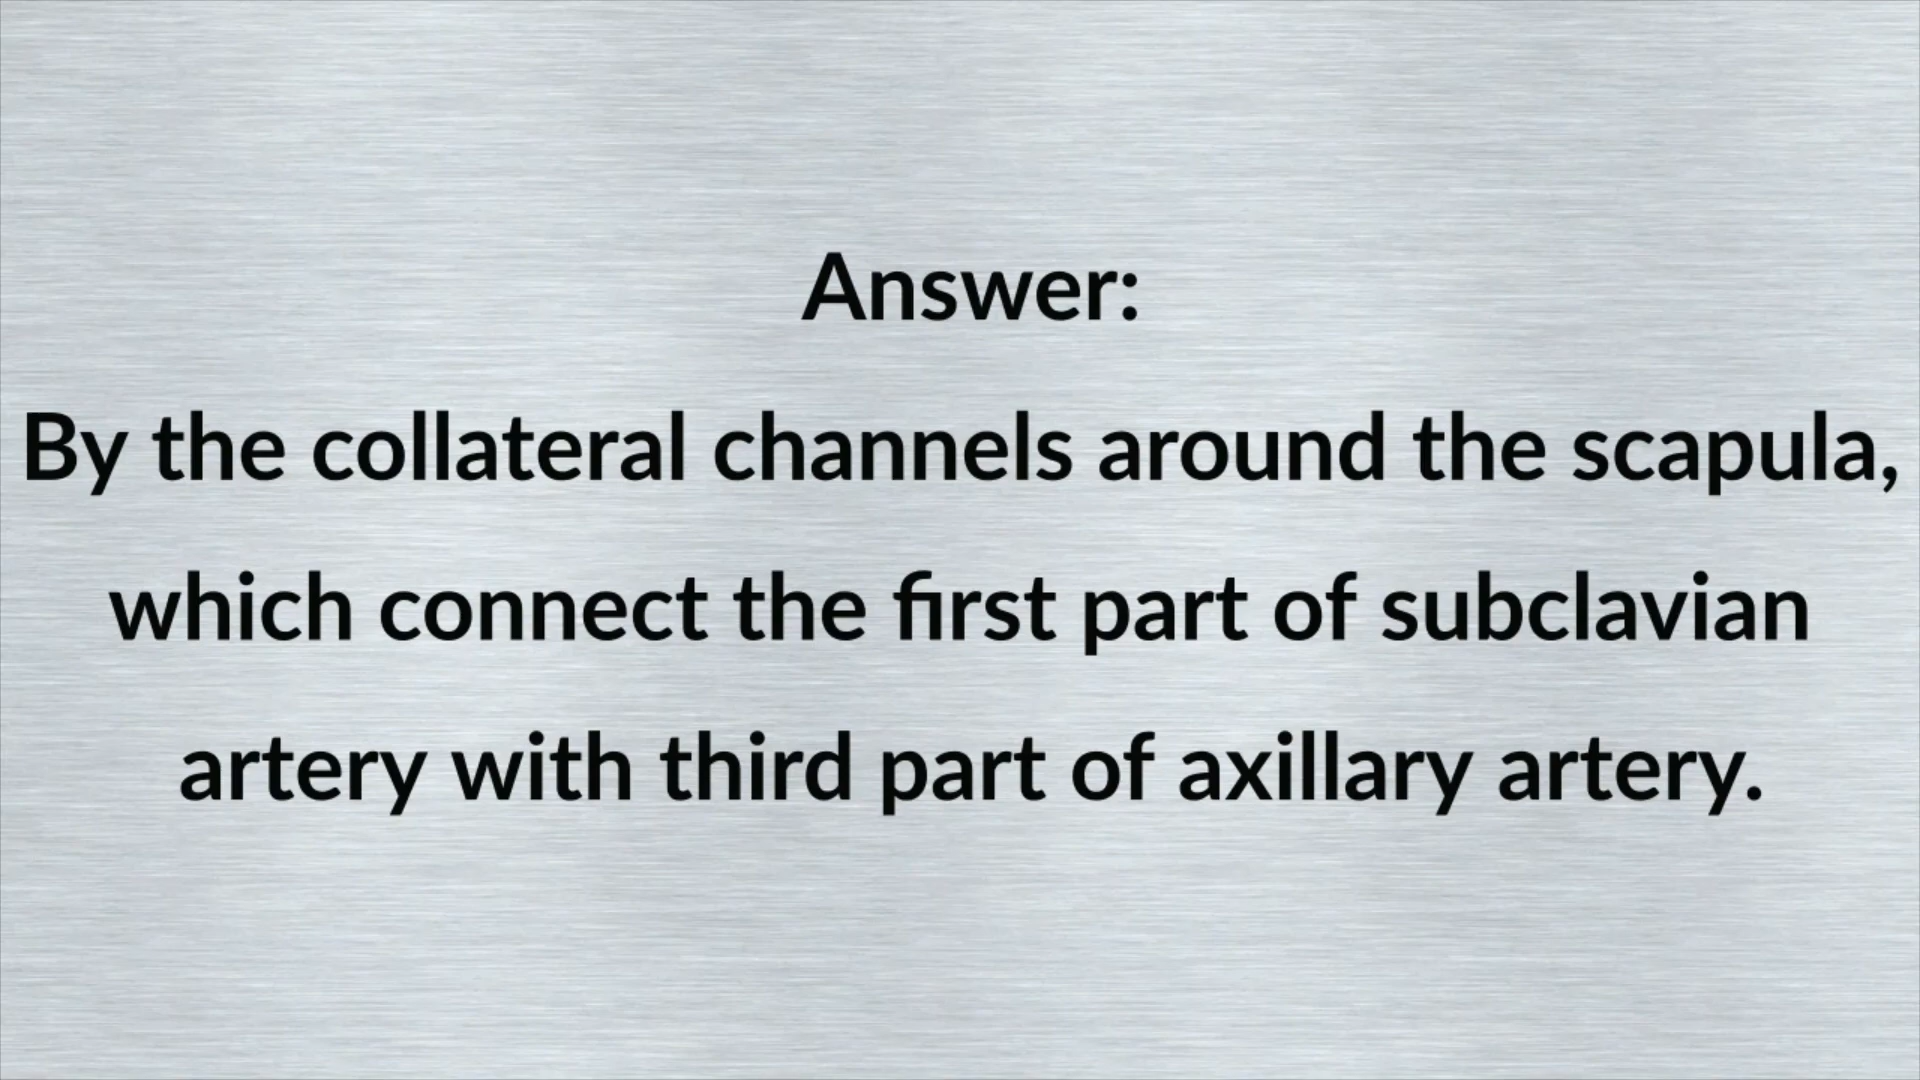 Answer:
By the collateral channels around the scapula,
which connect the first part of subclavian
artery with third part of axillary artery.